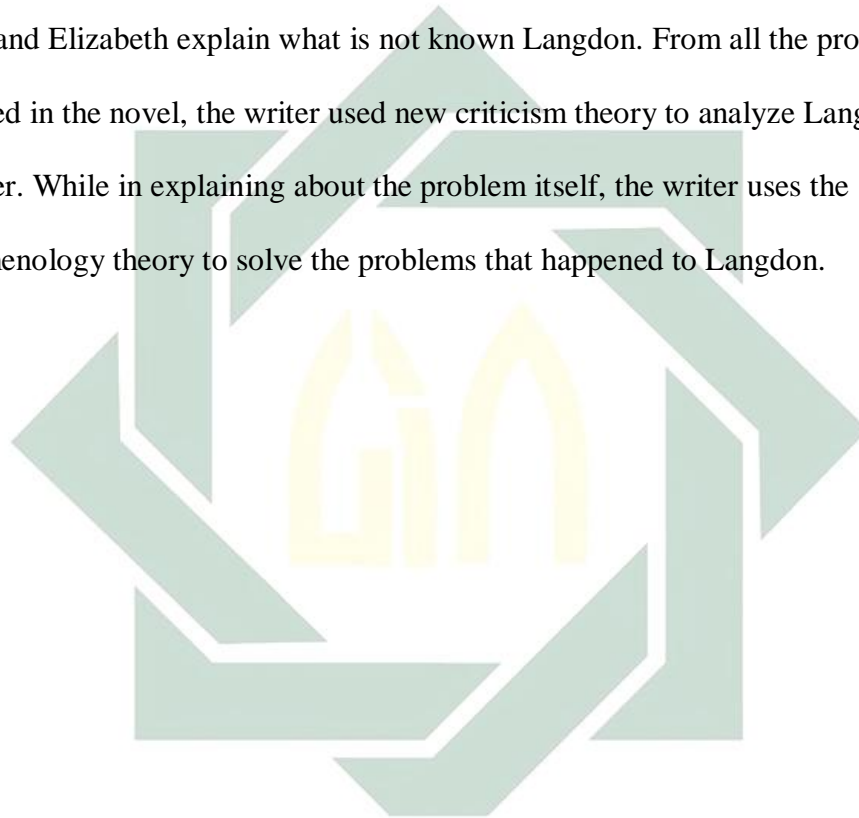 and Elizabeth explain what is not known Langdon. From all the pro
ed in the novel, the writer used new criticism theory to analyze Lang
er. While in explaining about the problem itself, the writer uses the
enology theory to solve the problems that happened to Langdon.